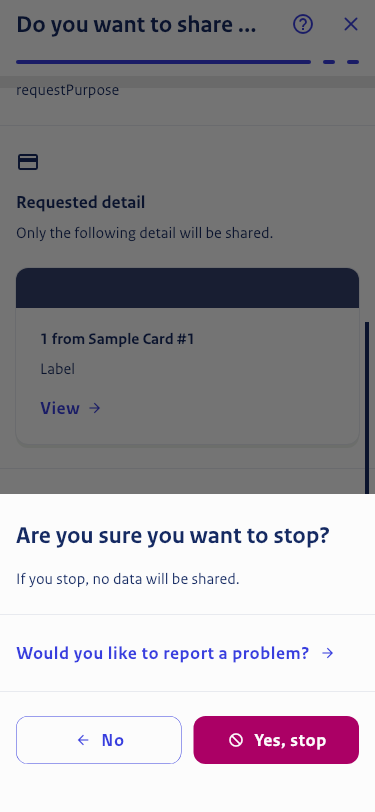 Do you want to share ...
requestPurpose
Requested detail
Only the following detail will be shared.
1 from Sample Card #1
Label
View
Are you sure you want to stop?
If you stop, no data will be shared.
Would you like to report a problem?
No
Yes, stop